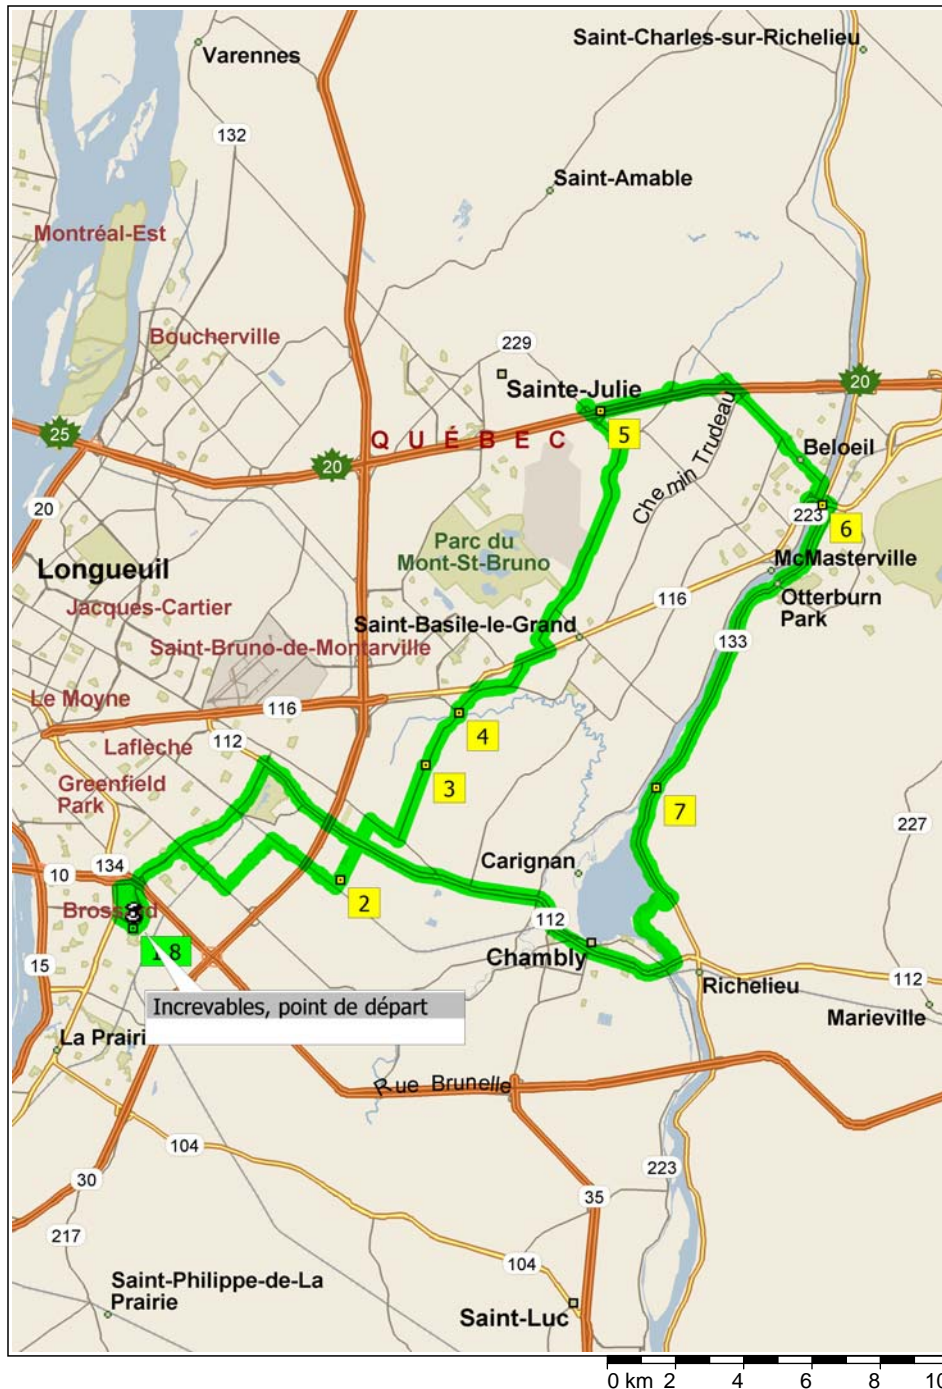 Saint-Charles-sur-Richelieu
Varennes
132
Saint-Amable
Montréal-Est
Boucherville
229
Sainte-Julie
20
25
QUÉBEC
5
20
Chemin Trudeau
Beloeil
20
223
6
Parc du
Mont-St-Bruno
McMasterville
Longueuil
Otterburn
Park
Jacques-Cartier
116
Saint-Basile-le-Grand
Saint-Bruno-de-Montarville
133
Le Moyne
116
4
112
Laflèche
3
Greenfield
Park
7
227
134
Carignan
10
2
Brossard
112
8
Chambly
15
Richelieu
112
Increvables, point de départ
Marieville
La Prairi
Rue Brunelle
104
223
30
35
217
104
Saint-Philippe-de-La
Prairie
Saint-Luc
0 km 2 4 6 8 10